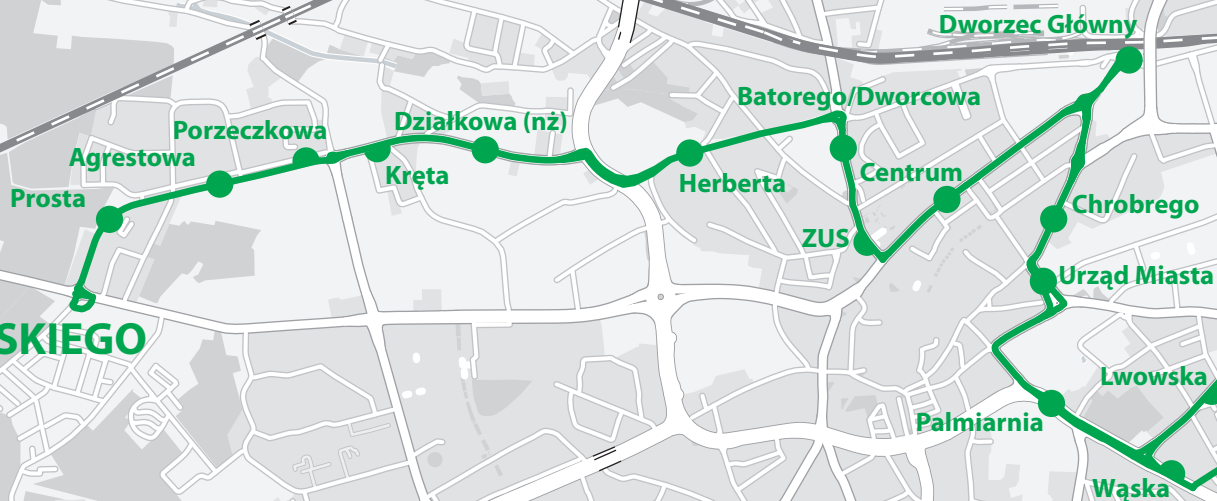 Dworzec Główny
Batorego/Dworcowa
Działkowa (nż)
Porzeczkowa
Agrestowa
Kręta
Centrum
Herberta
Prosta
Chrobrego
ZUS
Urząd Miasta
SKIEGO
Lwowska
Palmiarnia
Wąska